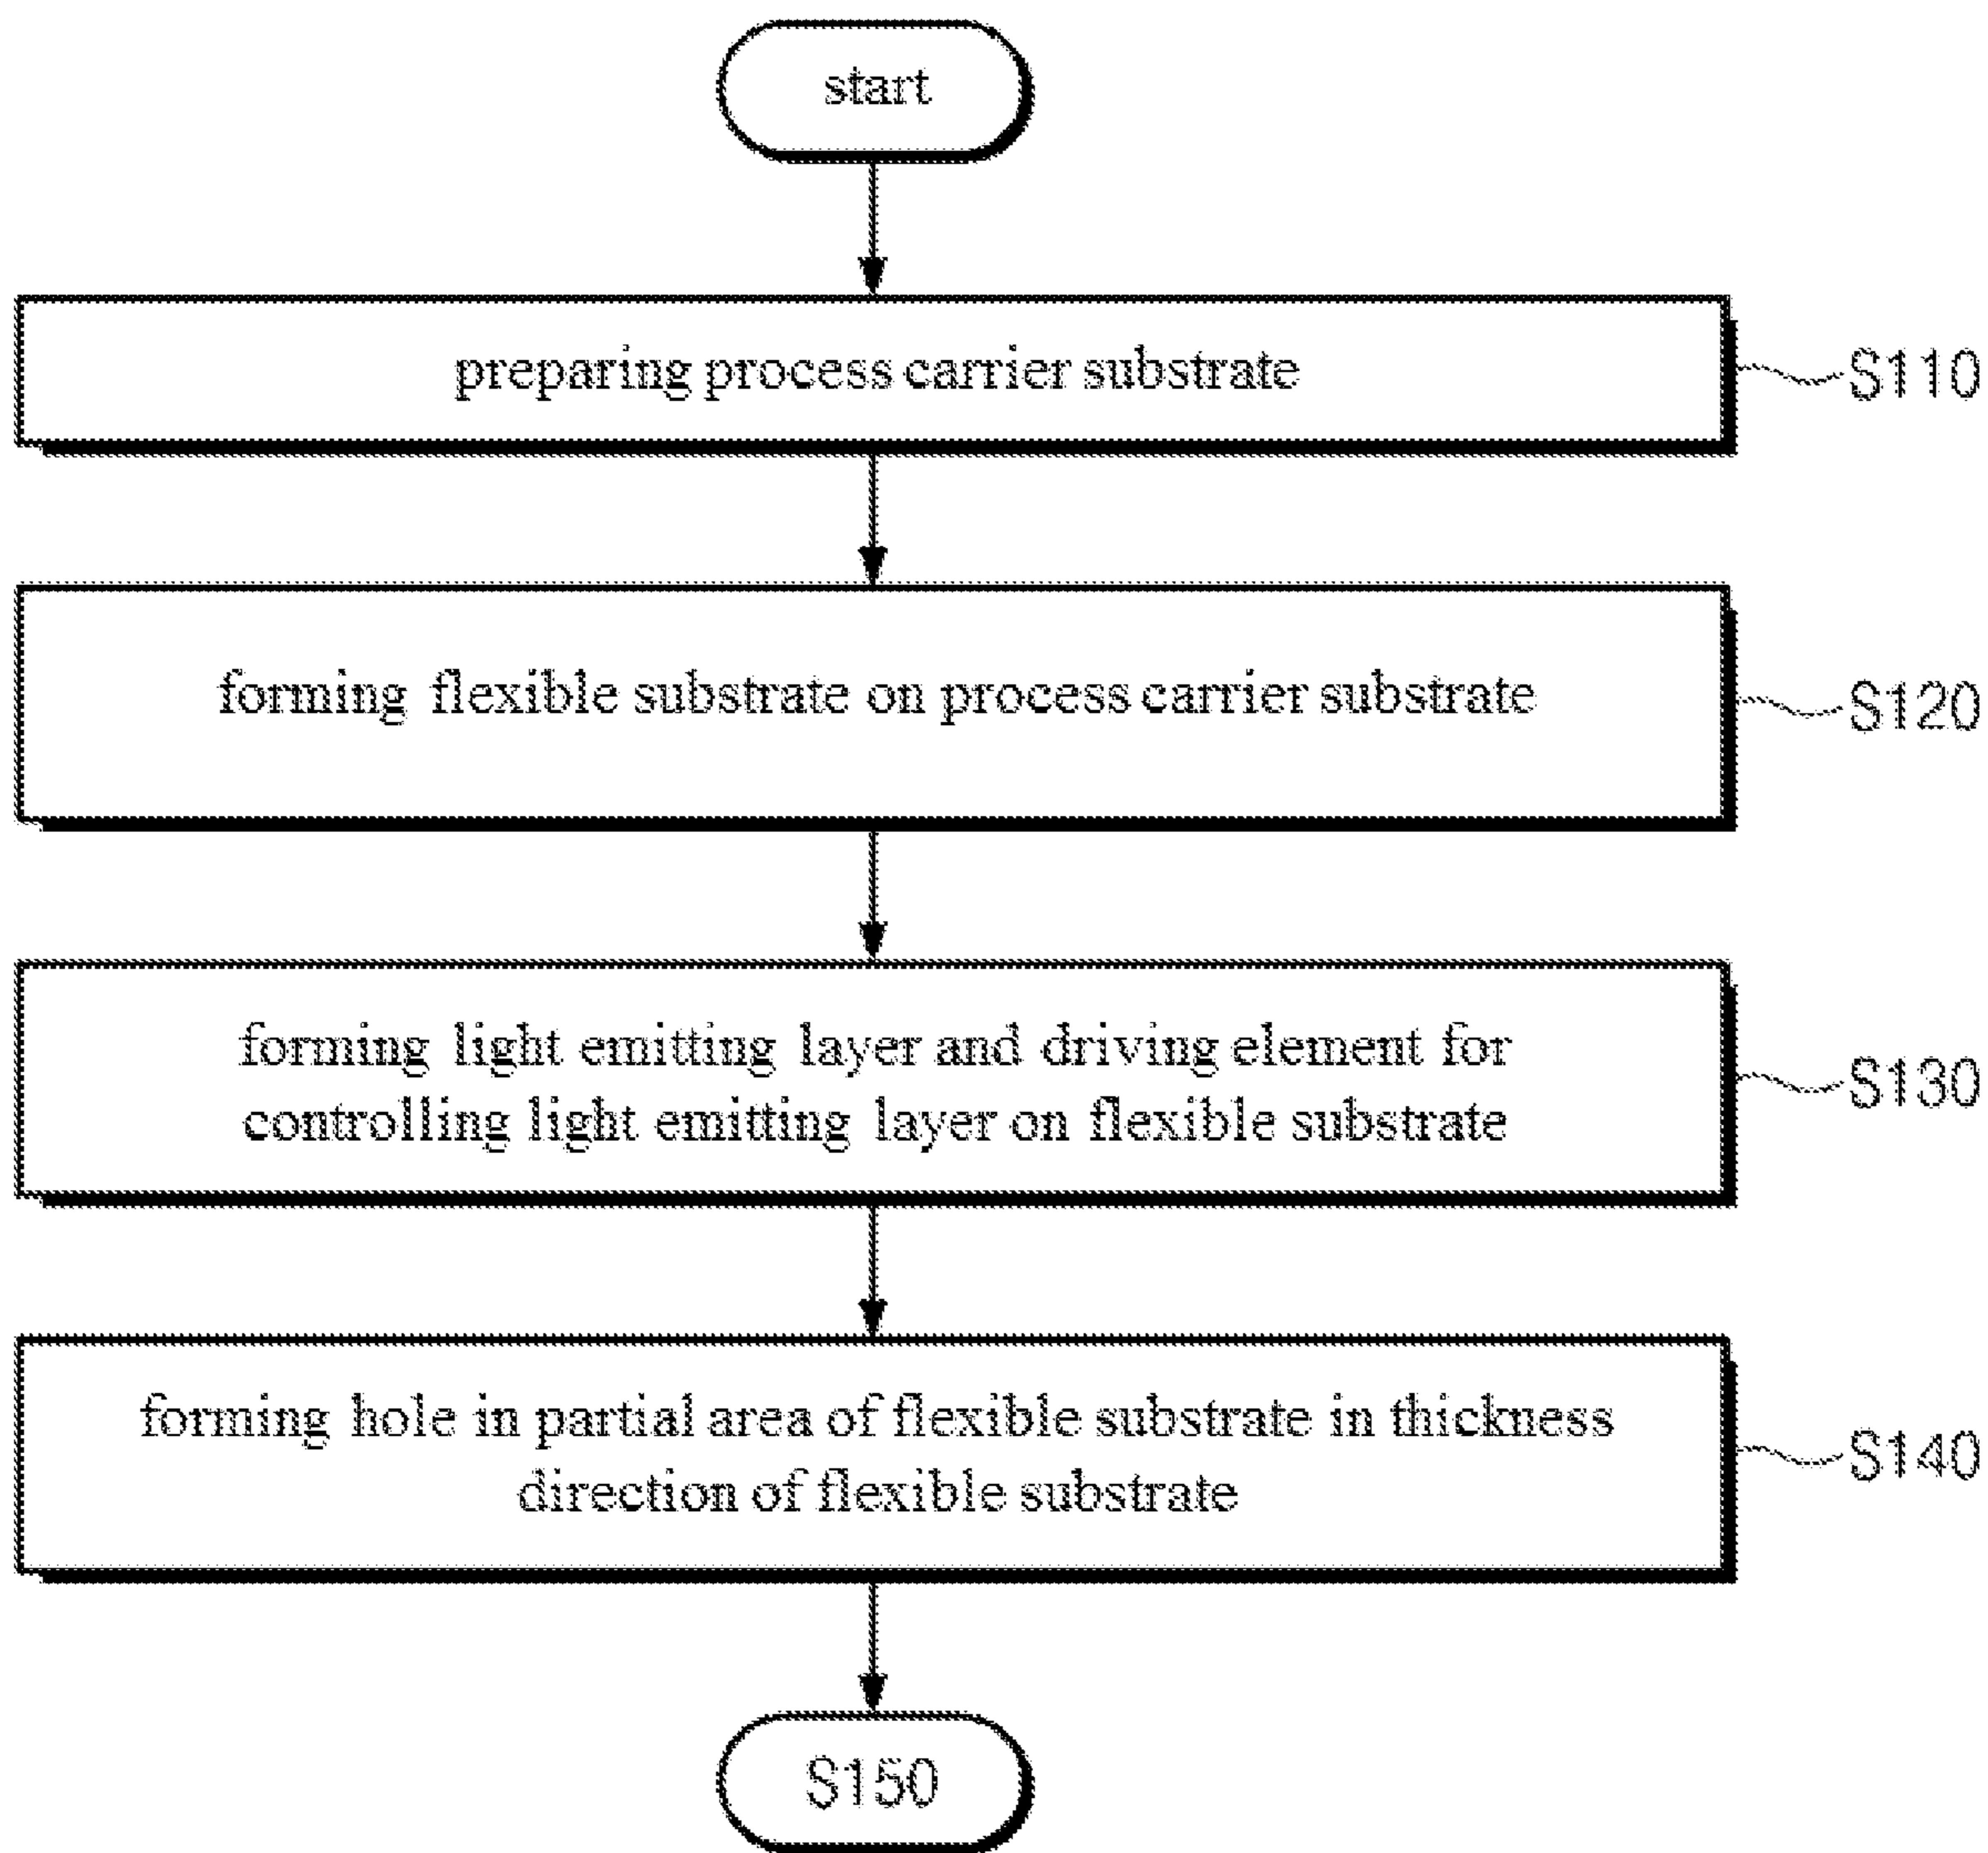 start
preparing process carrier substrate
S110
forming flexible substrate on process carrier substrate
S120
forming light emitting layer and driving element for
controlling light emitting layer on flexible substrate
S130
forming hole in partial area of flexible substrate in thickness
direction of flexible substrate
S140
S150